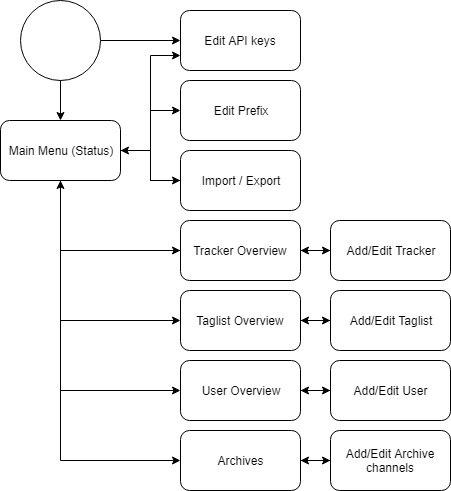 Edit API keys
Edit Prefix
Main Menu (Status)
Import / Export
Tracker Overview
Add/Edit Tracker
Taglist Overview
Add/Edit Taglist
User Overview
Add/Edit User
Archives
Add/Edit Archive
channels